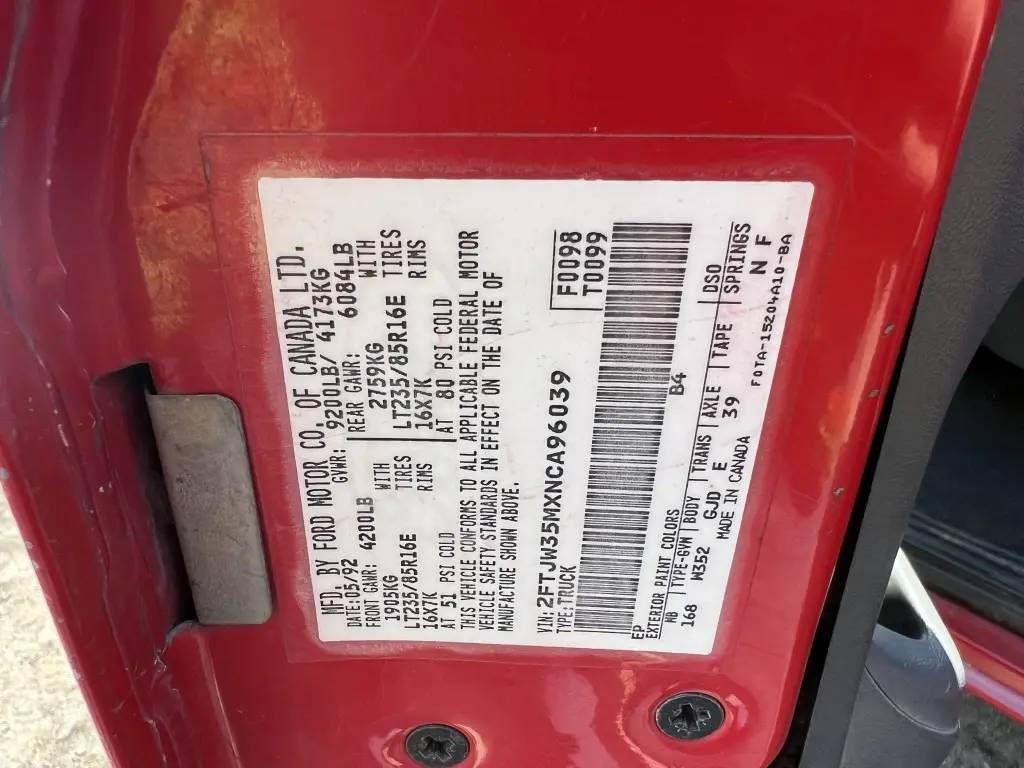 MFD. BY FORD MOTOR CO. OF CANADA LTD.
DATE:05/92 GVWR: 9200LB/ 4173KG
FRONT GAWR: 4200LB REAR GAWR: 6084LB
1905KG WITH 2759KG WITH
LT235/85R16E TIRES LT235/85R16E TIRES
16X7K RIMS 16X7K RIMS
AT 51 PSI COLD AT 80 PSI COLD
THIS VEHICLE CONFORMS TO ALL APPLICABLE FEDERAL MOTOR
VEHICLE SAFETY STANDARDS IN EFFECT ON THE DATE OF
MANUFACTURE SHOWN ABOVE.
VIN: 2FTJW35MXNCA96039 F0098
TYPE: TRUCK T0099
EP B4
EXTERIOR PAINT COLORS DSO
MB TYPE-GVW BODY TRANS AXLE TAPE SPRINGS
168 W352 GJD E 39 N F
MADE IN CANADA FOTA-15204A10-BA